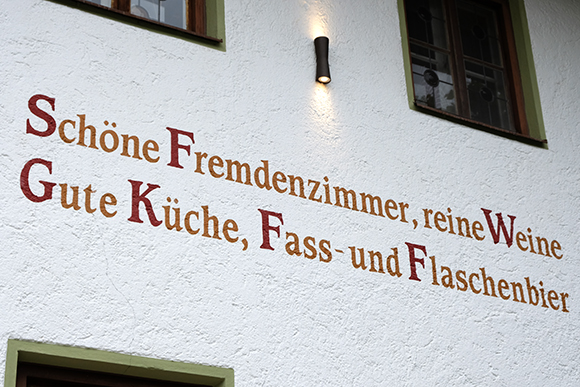 Schöne Fremdenzimmer, reine Weine
Gute Küche, Fass- und Flaschenbier